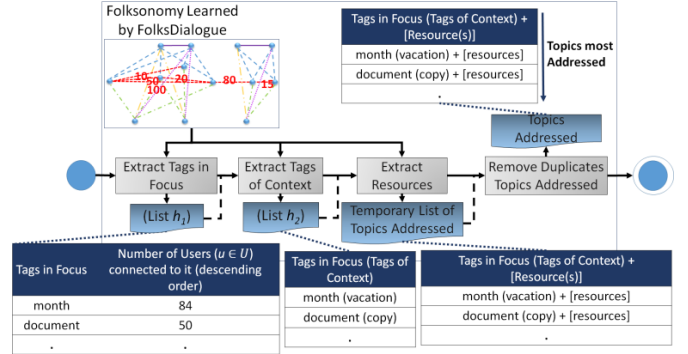 Folksonomy Learned
by FolksDialogue
10
50
100
20
80
15
Tags in Focus (Tags of Context) +
[Resource(s)]
month (vacation) + [resources]
document (copy) + [resources]
.
Topics most
Addressed
Topics
Addressed
Extract Tags in
Focus
Extract Tags
of Context
Extract
Resources
Remove Duplicates
Topics Addressed
(List h1)
(List h2)
Temporary List of
Topics Addressed
Tags in Focus
Number of Users (u ∈ U)
connected to it (descending
order)
month 84
document 50
. .
Tags in Focus (Tags of
Context)
month (vacation)
document (copy)
.
Tags in Focus (Tags of Context) +
[Resource(s)]
month (vacation) + [resources]
document (copy) + [resources]
.